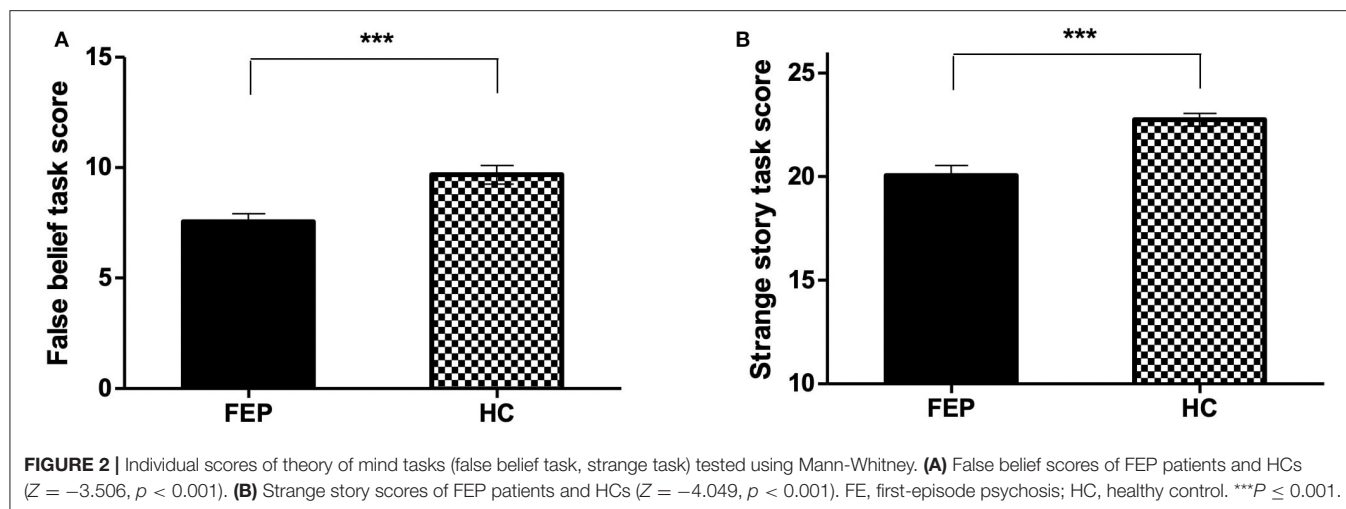 A
***
15
10
5
0
False belief task score
FEP
HC
B
***
25
20
15
10
Strange story task score
FEP
HC
FIGURE 2 | Individual scores of theory of mind tasks (false belief task, strange task) tested using Mann-Whitney. (A) False belief scores of FEP patients and HCs
(Z = −3.506, p < 0.001). (B) Strange story scores of FEP patients and HCs (Z = −4.049, p < 0.001). FE, first-episode psychosis; HC, healthy control. ***P ≤ 0.001.